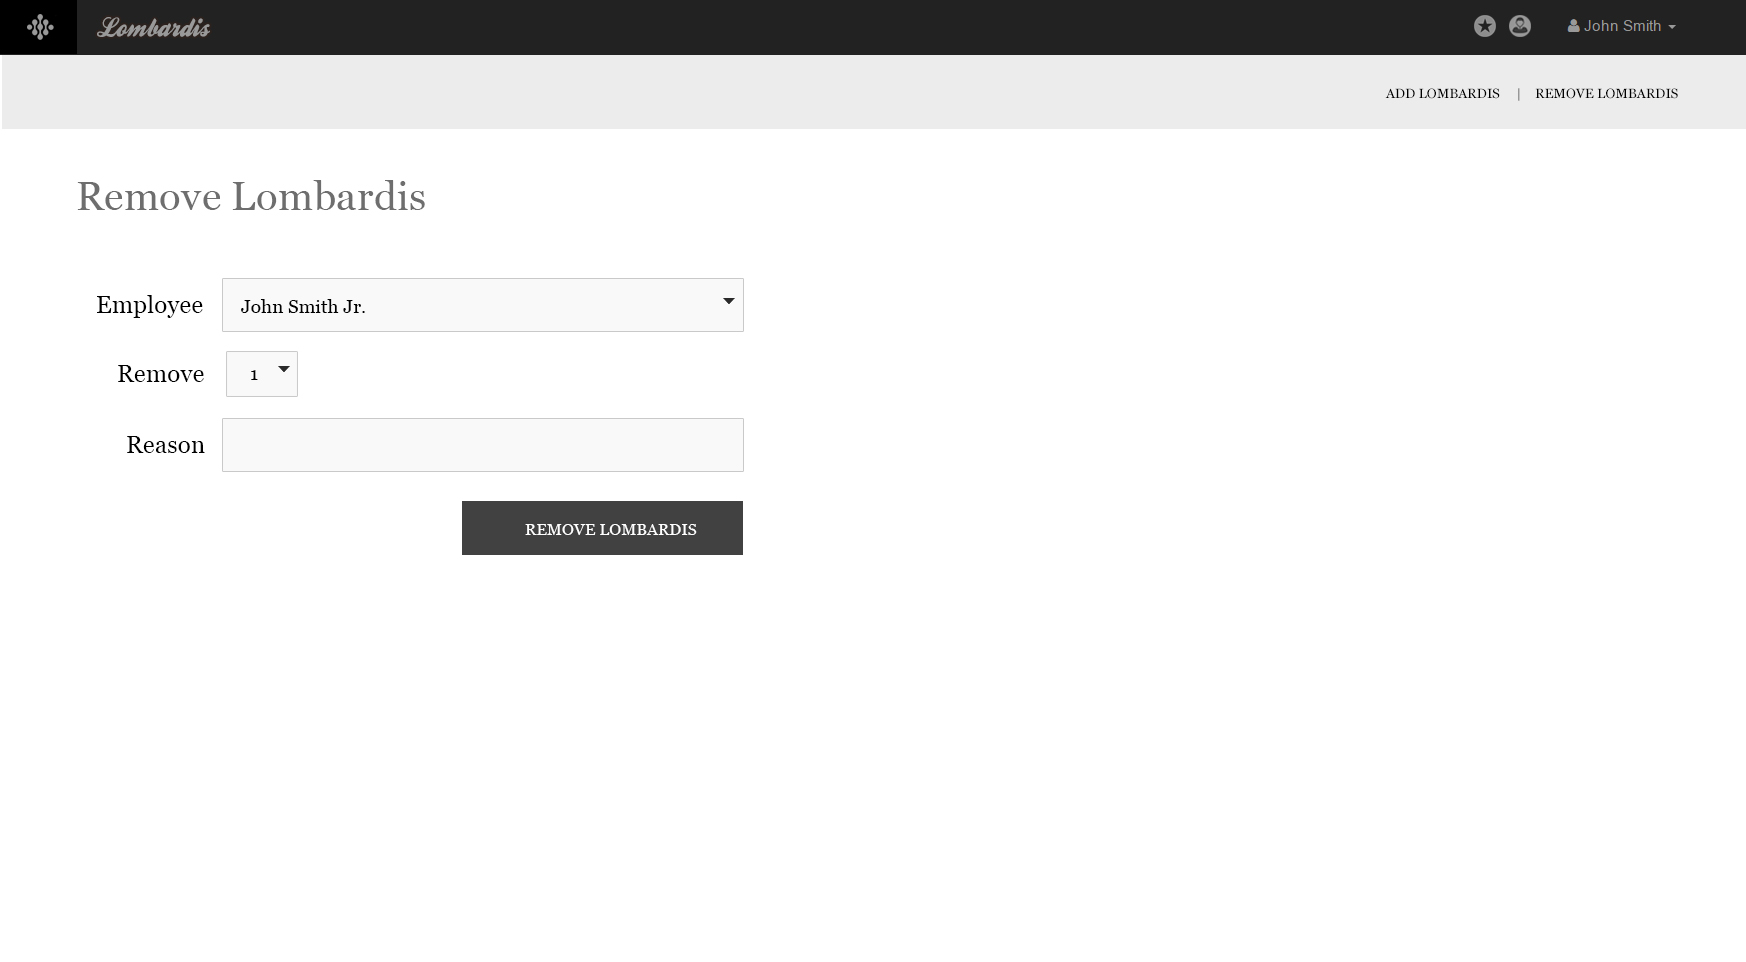 Lombardis
John Smith
ADD LOMBARDIS | REMOVE LOMBARDIS
Remove Lombardis
Employee John Smith Jr.
Remove 1
Reason
REMOVE LOMBARDIS